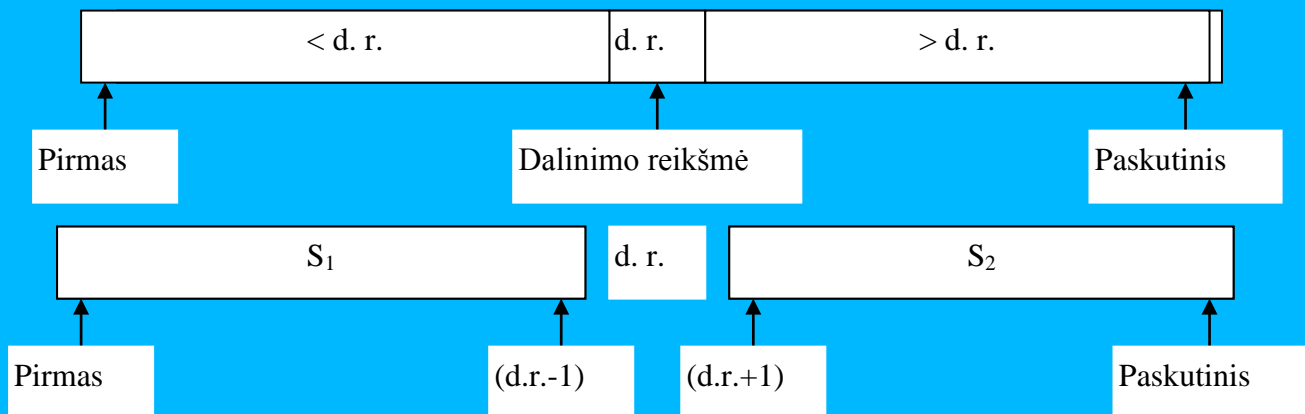 < d. r. d. r. > d. r.
Pirmas Dalinimo reikšmė Paskutinis
S₁ d. r. S₂
Pirmas (d.r.-1) (d.r.+1) Paskutinis